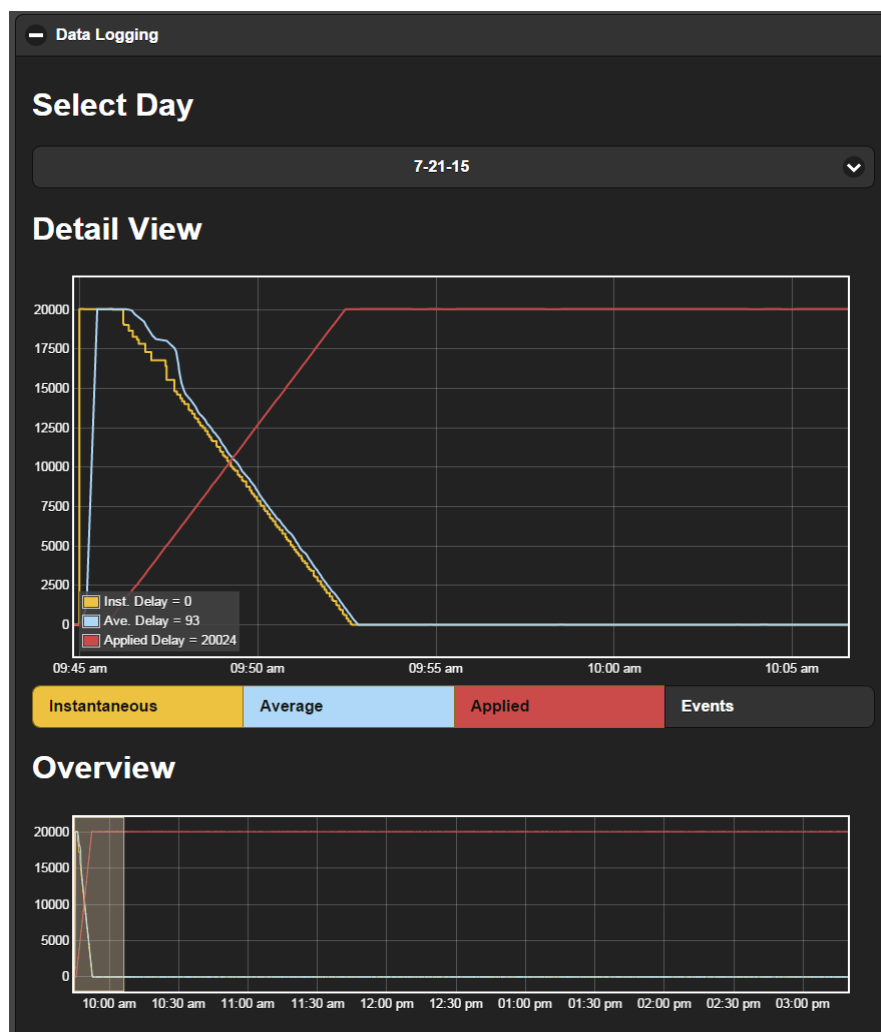 Data Logging
Select Day
7-21-15
Detail View
20000
17500
15000
12500
10000
7500
5000
2500
0
Inst. Delay = 0
Ave. Delay = 93
Applied Delay = 20024
09:45 am 09:50 am 09:55 am 10:00 am 10:05 am
Instantaneous Average Applied Events
Overview
20000
15000
10000
5000
0
10:00 am 10:30 am 11:00 am 11:30 am 12:00 pm 12:30 pm 01:00 pm 01:30 pm 02:00 pm 02:30 pm 03:00 pm